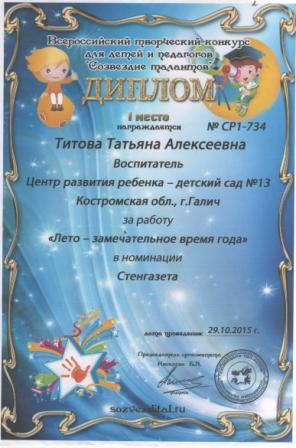 Всероссийский творческий конкурс
для детей и педагогов
"Созвездие талантов"
ДИПЛОМ
I место
награждается № СР1-734
Титова Татьяна Алексеевна
Воспитатель
Центр развития ребенка – детский сад №13
Костромская обл., г.Галич
за работу
«Лето – замечательное время года»
в номинации
Стенгазета
дата проведения: 29.10.2015 г.
Председатель оргкомитета
sozvezdital.ru